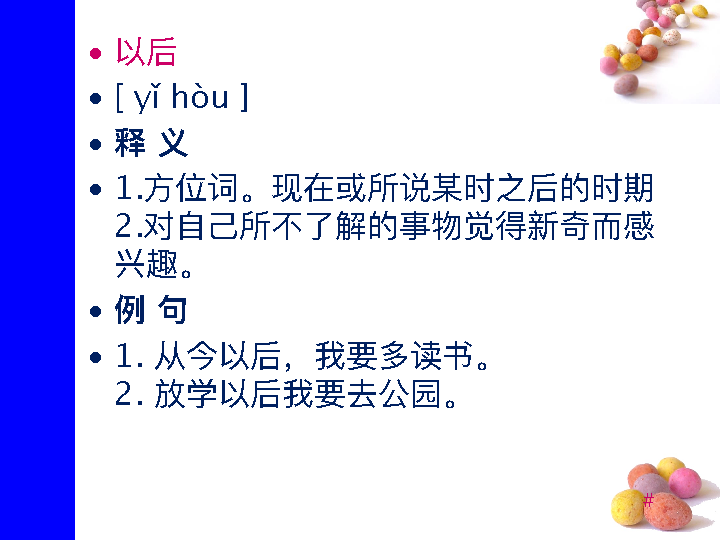 以后
[ yǐ hòu ]
释 义
1.方位词。现在或所说某时之后的时期
2.对自己所不了解的事物觉得新奇而感
兴趣。
例 句
1. 从今以后，我要多读书。
2. 放学以后我要去公园。
#